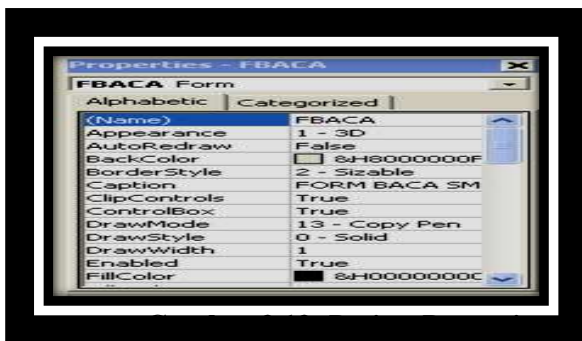 Properties - FBACA
FBACA Form
Alphabetic Categorized
(Name) FBACA
Appearance 1 - 3D
AutoRedraw False
BackColor &H8000000F
BorderStyle 2 - Sizable
Caption FORM BACA SM
ClipControls True
ControlBox True
DrawMode 13 - Copy Pen
DrawStyle 0 - Solid
DrawWidth 1
Enabled True
FillColor &H0000000C